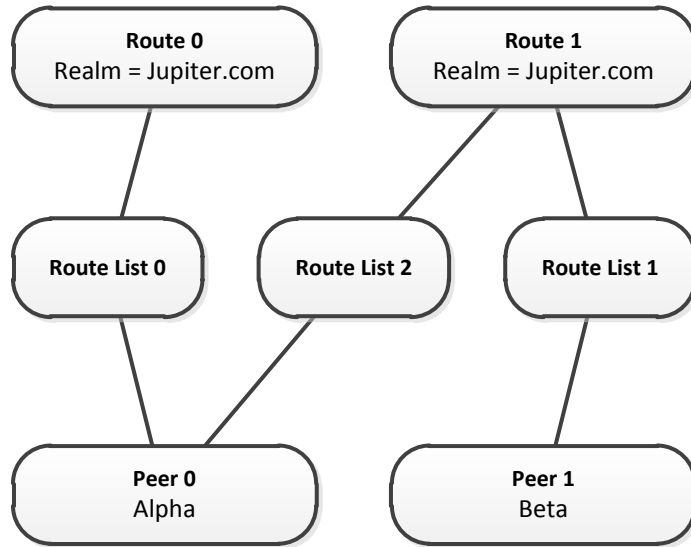 Route 0
Realm = Jupiter.com
Route 1
Realm = Jupiter.com
Route List 0
Route List 2
Route List 1
Peer 0
Alpha
Peer 1
Beta